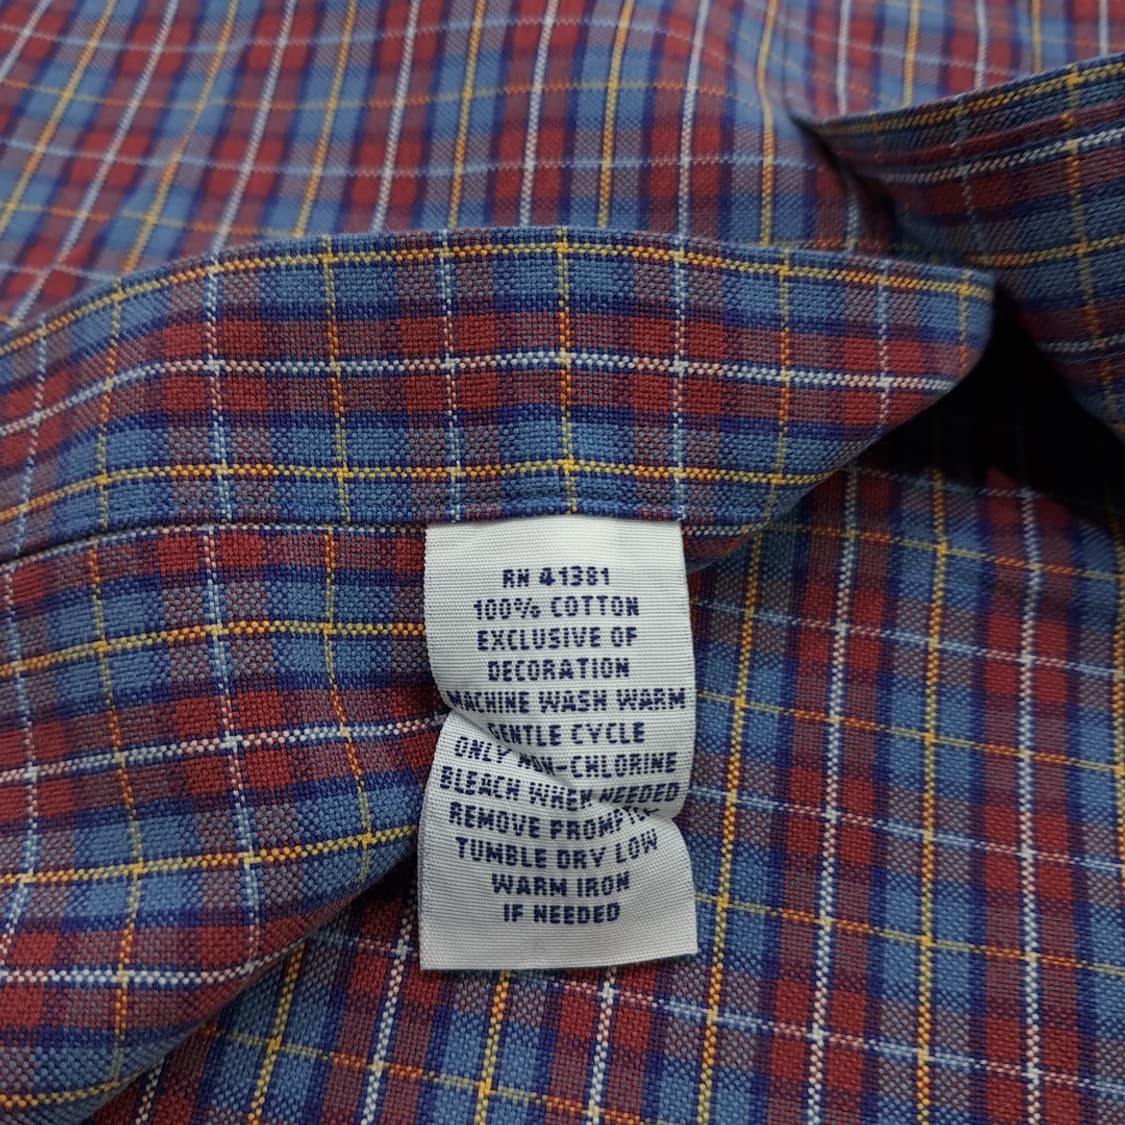 RN 41381
100% COTTON
EXCLUSIVE OF
DECORATION
MACHINE WASH WARM
GENTLE CYCLE
ONLY NON-CHLORINE
BLEACH WHEN NEEDED
REMOVE PROMPTLY
TUMBLE DRY LOW
WARM IRON
IF NEEDED